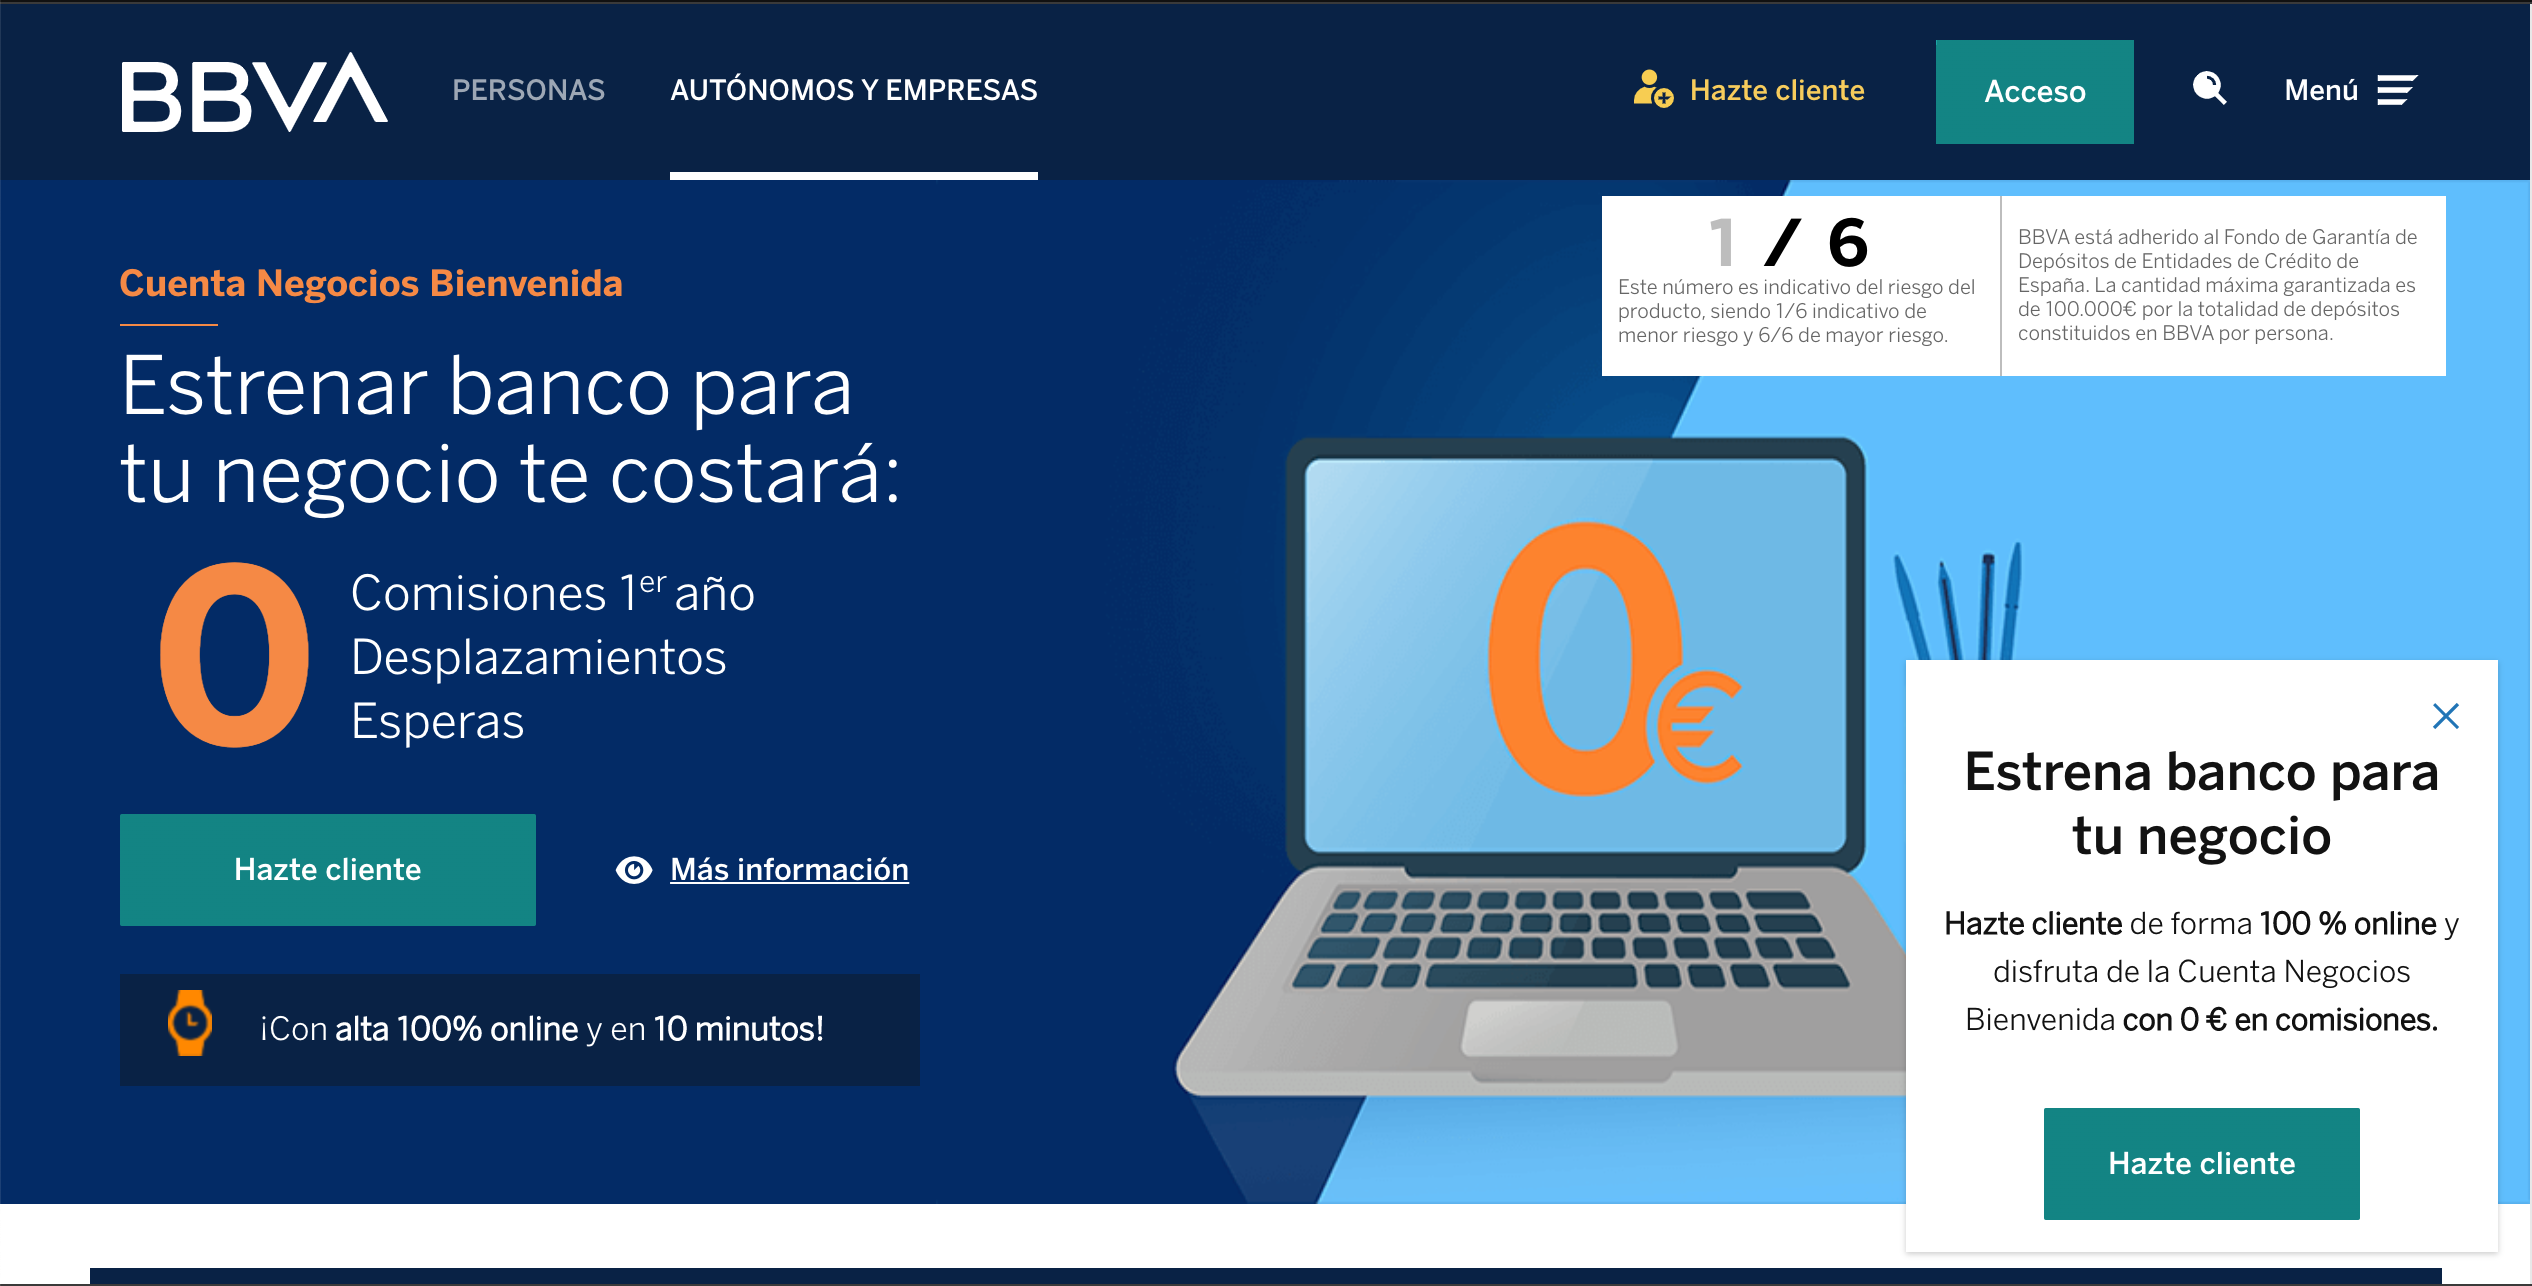 BBVA
PERSONAS
AUTÓNOMOS Y EMPRESAS
Hazte cliente
Acceso
Menú
1 / 6
Este número es indicativo del riesgo del
producto, siendo 1/6 indicativo de
menor riesgo y 6/6 de mayor riesgo.
BBVA está adherido al Fondo de Garantía de
Depósitos de Entidades de Crédito de
España. La cantidad máxima garantizada es
de 100.000€ por la totalidad de depósitos
constituidos en BBVA por persona.
Cuenta Negocios Bienvenida
Estrenar banco para
tu negocio te costará:
0
Comisiones 1er año
Desplazamientos
Esperas
Hazte cliente
Más información
¡Con alta 100% online y en 10 minutos!
0€
Estrena banco para
tu negocio
Hazte cliente de forma 100 % online y
disfruta de la Cuenta Negocios
Bienvenida con 0 € en comisiones.
Hazte cliente